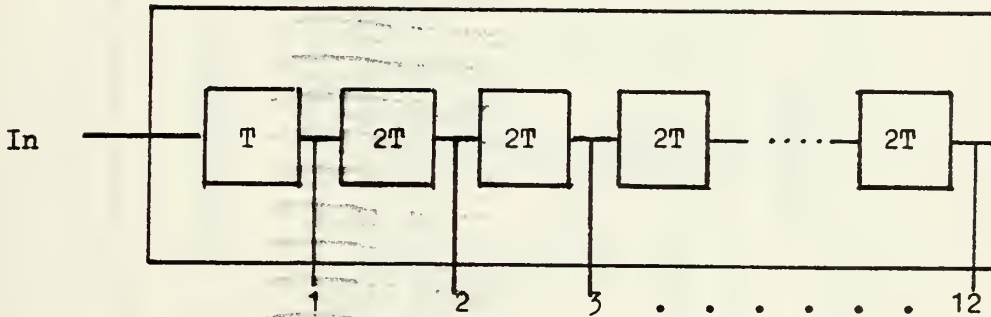 In T 2T 2T 2T ..... 2T
1 2 3 . . . . . . 12